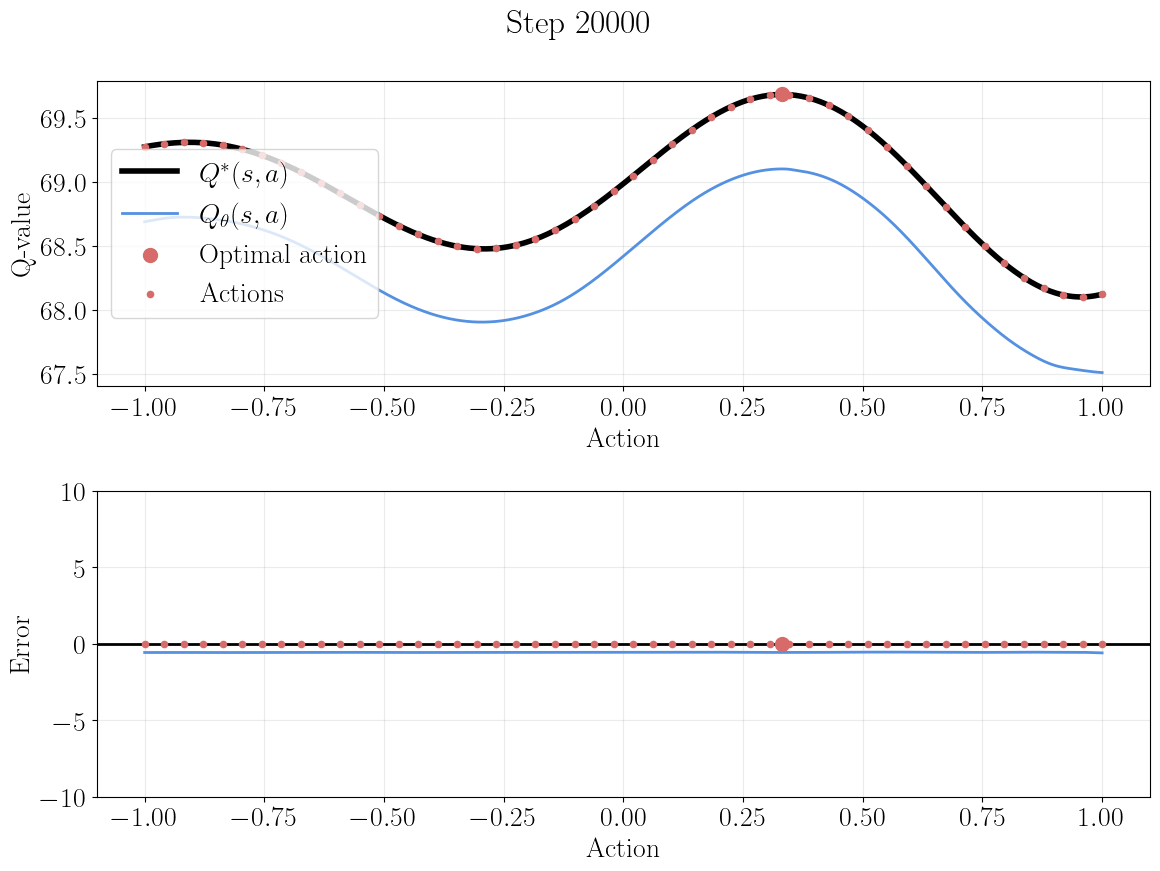 Step 20000
69.5
69.0
68.5
68.0
67.5
Q-value
Q*(s, a)
Qθ(s, a)
Optimal action
Actions
−1.00 −0.75 −0.50 −0.25 0.00 0.25 0.50 0.75 1.00
Action
10
5
0
−5
−10
Error
−1.00 −0.75 −0.50 −0.25 0.00 0.25 0.50 0.75 1.00
Action